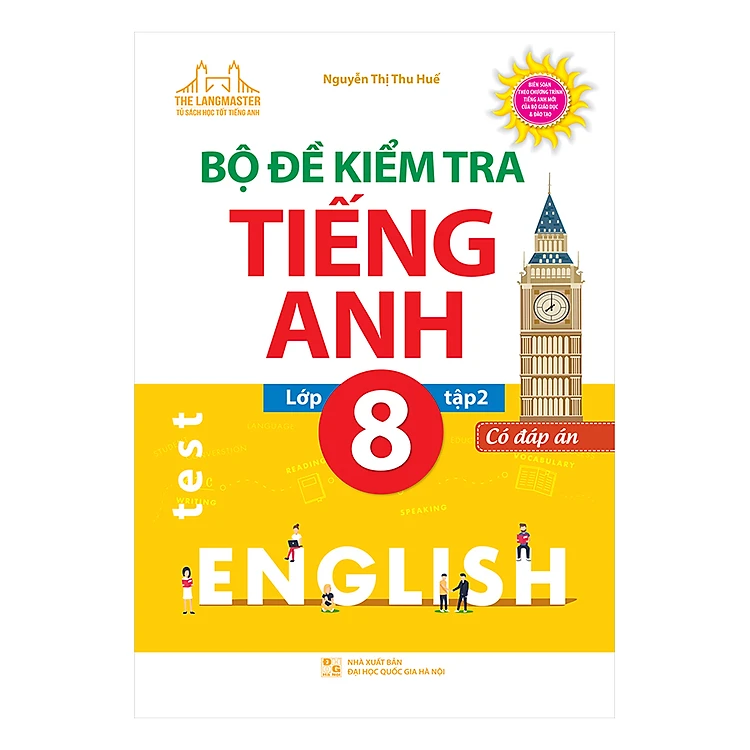 THE LANGMASTER
TỦ SÁCH HỌC TỐT TIẾNG ANH
Nguyễn Thị Thu Huế
BIÊN SOẠN
THEO CHƯƠNG TRÌNH
TIẾNG ANH MỚI
CỦA BỘ GIÁO DỤC
& ĐÀO TẠO
BỘ ĐỀ KIỂM TRA
TIẾNG
ANH
Lớp 8 tập2
Có đáp án
test
LANGUAGE
READING
VOCABULARY
WRITING
SPEAKING
ENGLISH
NHÀ XUẤT BẢN
ĐẠI HỌC QUỐC GIA HÀ NỘI